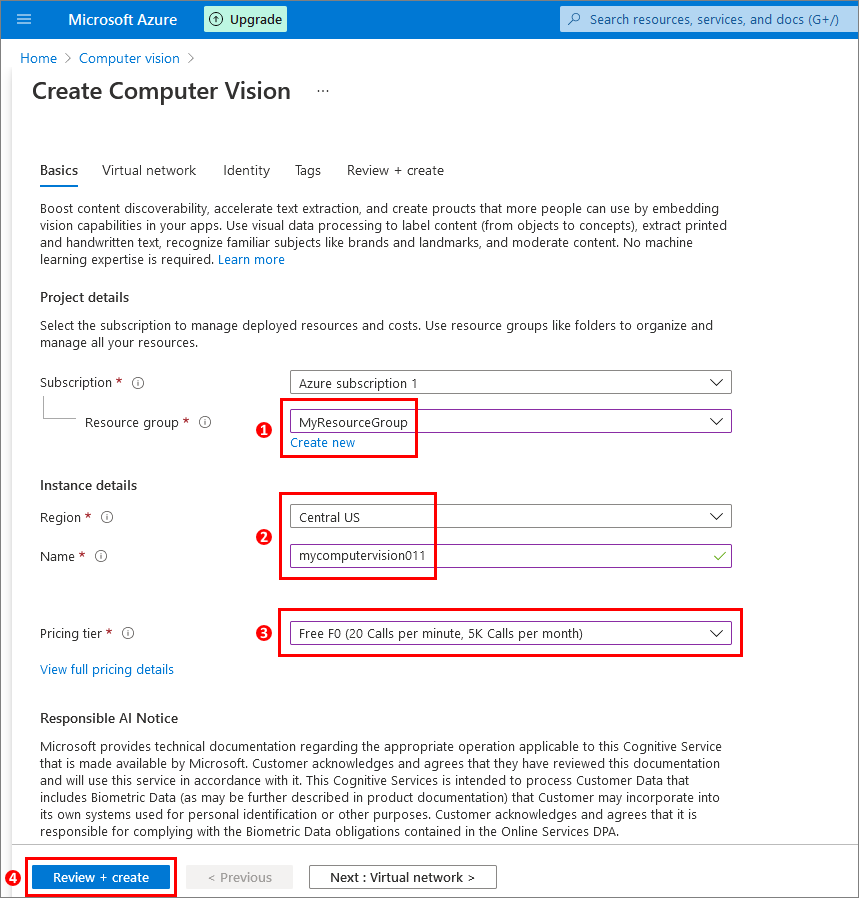 Microsoft Azure
Upgrade
Search resources, services, and docs (G+/)
Home > Computer vision >
Create Computer Vision ...
Basics Virtual network Identity Tags Review + create
Boost content discoverability, accelerate text extraction, and create proucts that more people can use by embedding
vision capabilities in your apps. Use visual data processing to label content (from objects to concepts), extract printed
and handwritten text, recognize familiar subjects like brands and landmarks, and moderate content. No machine
learning expertise is required. Learn more
Project details
Select the subscription to manage deployed resources and costs. Use resource groups like folders to organize and
manage all your resources.
Subscription * Azure subscription 1
Resource group * 1 MyResourceGroup
Create new
Instance details
Region * Central US
2
Name * mycomputervision011
Pricing tier * 3 Free F0 (20 Calls per minute, 5K Calls per month)
View full pricing details
Responsible AI Notice
Microsoft provides technical documentation regarding the appropriate operation applicable to this Cognitive Service
that is made available by Microsoft. Customer acknowledges and agrees that they have reviewed this documentation
and will use this service in accordance with it. This Cognitive Services is intended to process Customer Data that
includes Biometric Data (as may be further described in product documentation) that Customer may incorporate into
its own systems used for personal identification or other purposes. Customer acknowledges and agrees that it is
responsible for complying with the Biometric Data obligations contained in the Online Services DPA.
4 Review + create < Previous Next : Virtual network >